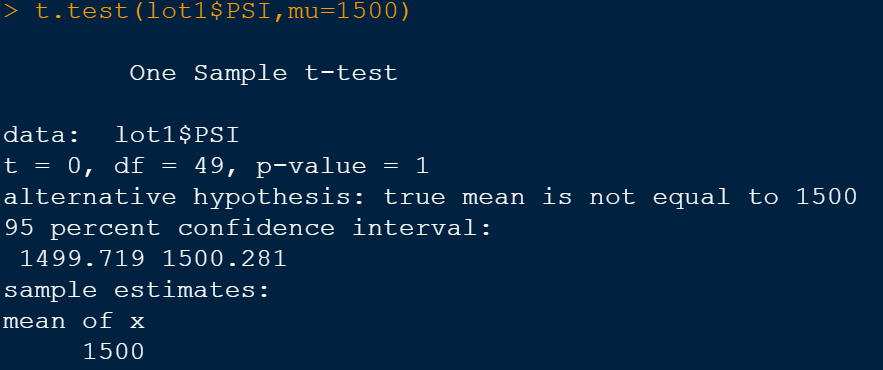 > t.test(lot1$PSI,mu=1500)
One Sample t-test
data:  lot1$PSI
t = 0, df = 49, p-value = 1
alternative hypothesis: true mean is not equal to 1500
95 percent confidence interval:
1499.719 1500.281
sample estimates:
mean of x
1500